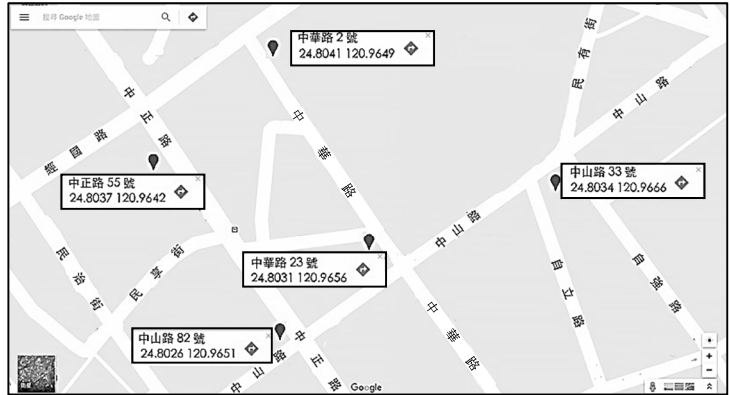 搜尋 Google 地圖
中華路 2 號
24.8041 120.9649
民有街
中山路
中正路
中華路
經國路
中正路 55 號
24.8037 120.9642
中山路 33 號
24.8034 120.9666
中山路
民治街
民享街
中華路 23 號
24.8031 120.9656
自立路
自強路
中華路
中山路 82 號
24.8026 120.9651
中正路
中山路
Google